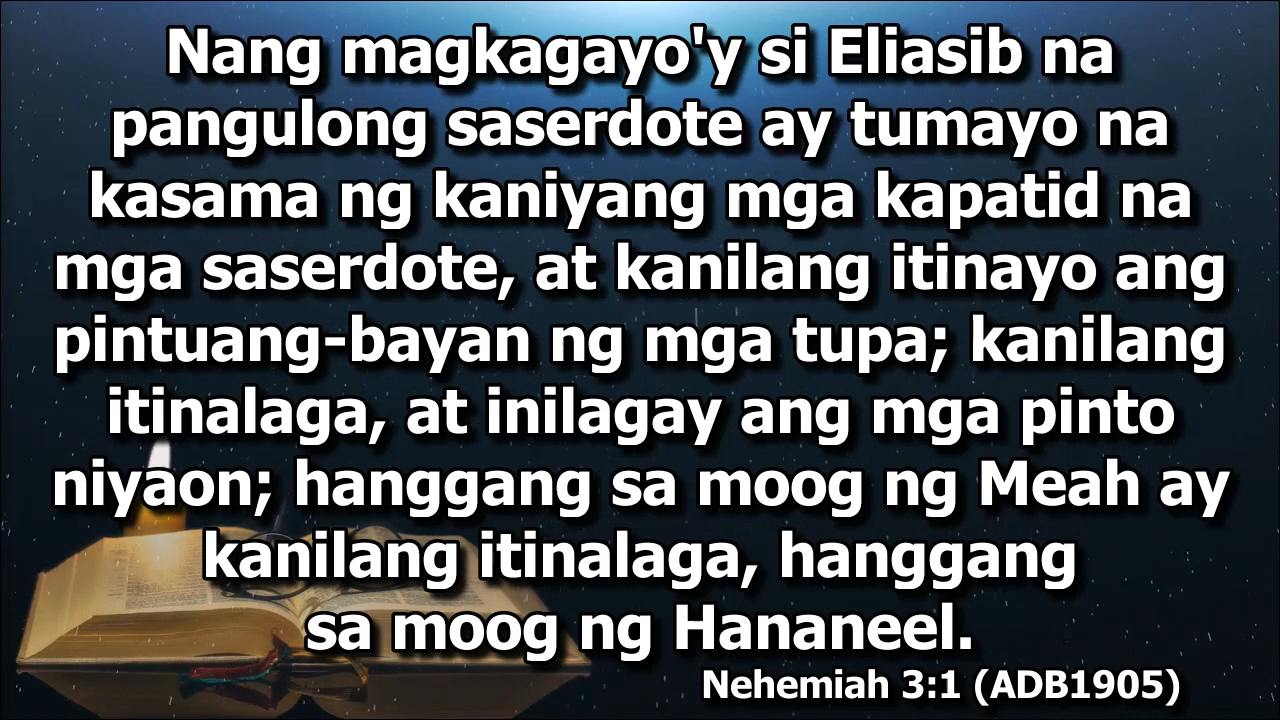 Nang magkagayo'y si Eliasib na
pangulong saserdote ay tumayo na
kasama ng kaniyang mga kapatid na
mga saserdote, at kanilang itinayo ang
pintuang-bayan ng mga tupa; kanilang
itinalaga, at inilagay ang mga pinto
niyaon; hanggang sa moog ng Meah ay
kanilang itinalaga, hanggang
sa moog ng Hananeel.
Nehemiah 3:1 (ADB1905)